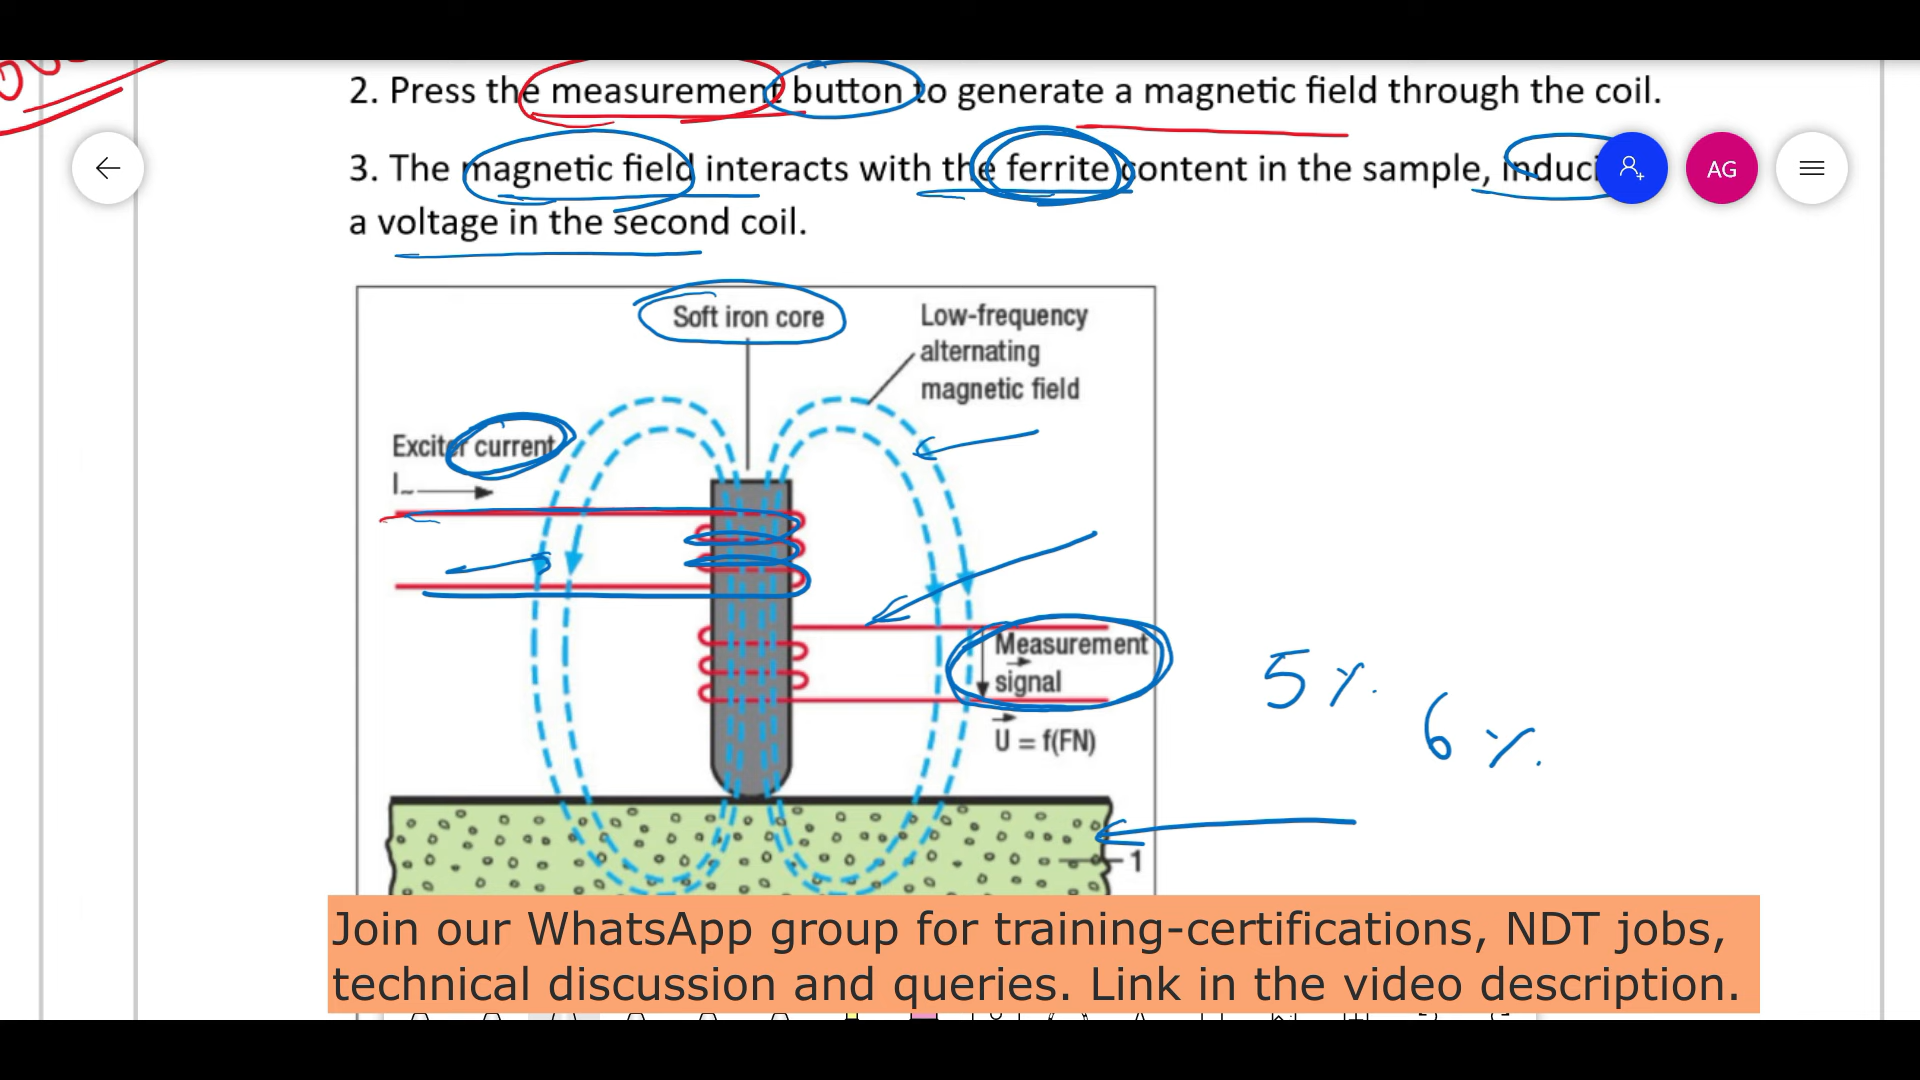 2. Press the measurement button to generate a magnetic field through the coil.
3. The magnetic field interacts with the ferrite content in the sample, induci
AG
a voltage in the second coil.
Soft iron core
Low-frequency
alternating
magnetic field
Exciter current
I~
Measurement
signal
U = f(FN)
5%.
6%.
1
Join our WhatsApp group for training-certifications, NDT jobs,
technical discussion and queries. Link in the video description.